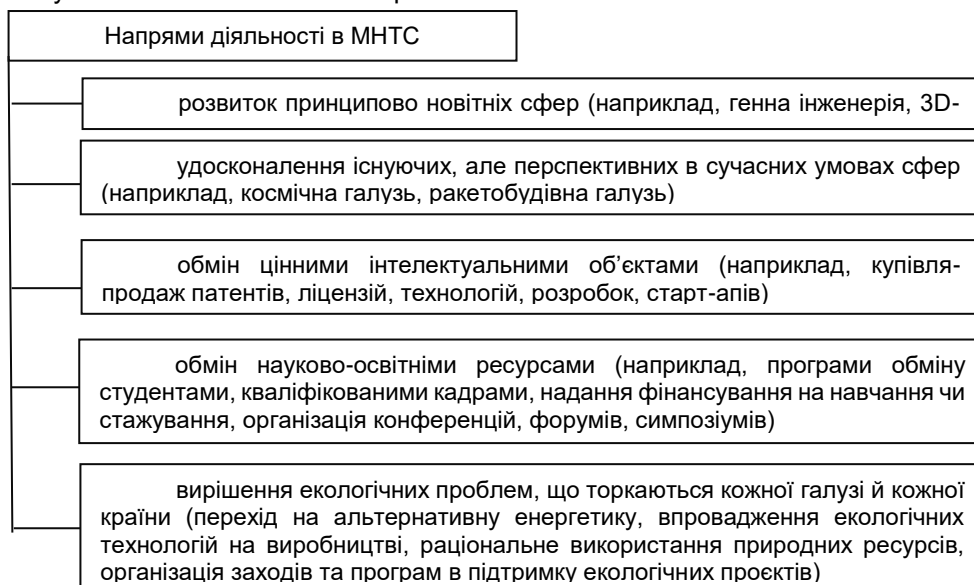 Напрями діяльності в МНТС
розвиток принципово новітніх сфер (наприклад, генна інженерія, 3D-
удосконалення існуючих, але перспективних в сучасних умовах сфер
(наприклад, космічна галузь, ракетобудівна галузь)
обмін цінними інтелектуальними об’єктами (наприклад, купівля-
продаж патентів, ліцензій, технологій, розробок, старт-апів)
обмін науково-освітніми ресурсами (наприклад, програми обміну
студентами, кваліфікованими кадрами, надання фінансування на навчання чи
стажування, організація конференцій, форумів, симпозіумів)
вирішення екологічних проблем, що торкаються кожної галузі й кожної
країни (перехід на альтернативну енергетику, впровадження екологічних
технологій на виробництві, раціональне використання природних ресурсів,
організація заходів та програм в підтримку екологічних проєктів)